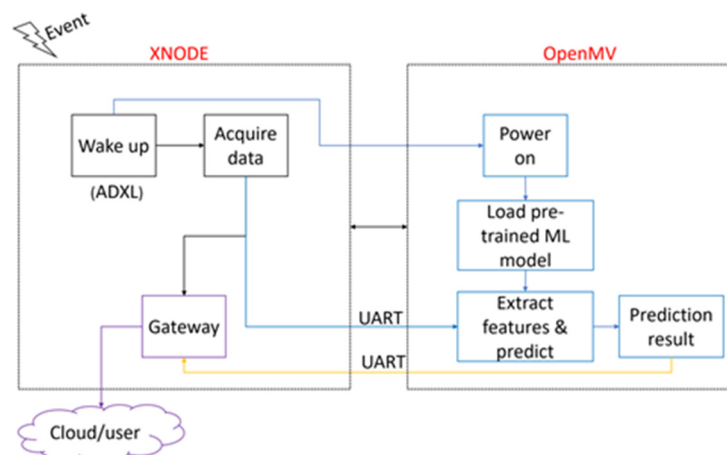 Event
XNODE
OpenMV
Wake up
(ADXL)
Acquire
data
Power
on
Load pre-
trained ML
model
Gateway
UART
Extract
features &
predict
Prediction
result
UART
Cloud/user